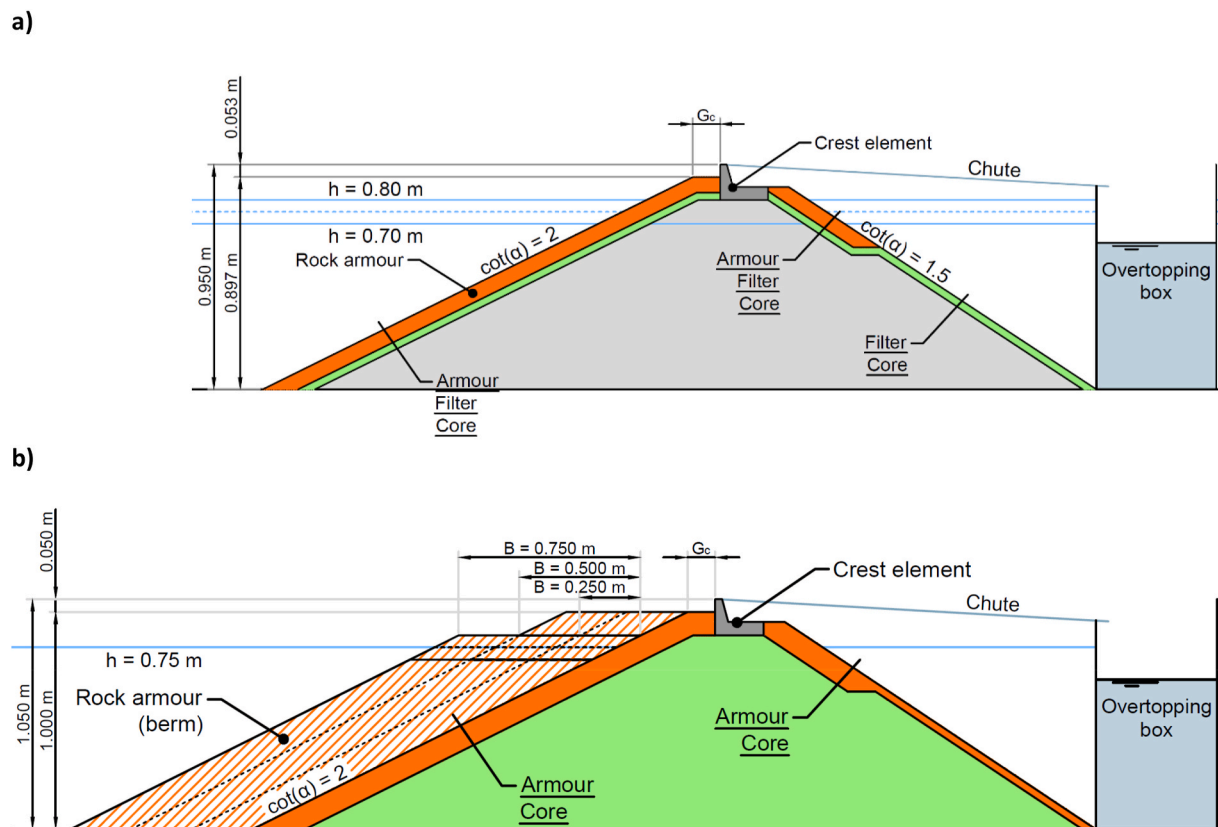 a)
0.053 m
Gc
Crest element
Chute
h = 0.80 m
h = 0.70 m
Rock armour
cot(α) = 2
cot(α) = 1.5
0.950 m
0.897 m
Armour
Filter
Core
Overtopping
box
Filter
Core
Armour
Filter
Core
b)
0.050 m
B = 0.750 m
B = 0.500 m
B = 0.250 m
Gc
Crest element
Chute
h = 0.75 m
Rock armour
(berm)
1.050 m
1.000 m
cot(α) = 2
Armour
Core
Armour
Core
Overtopping
box